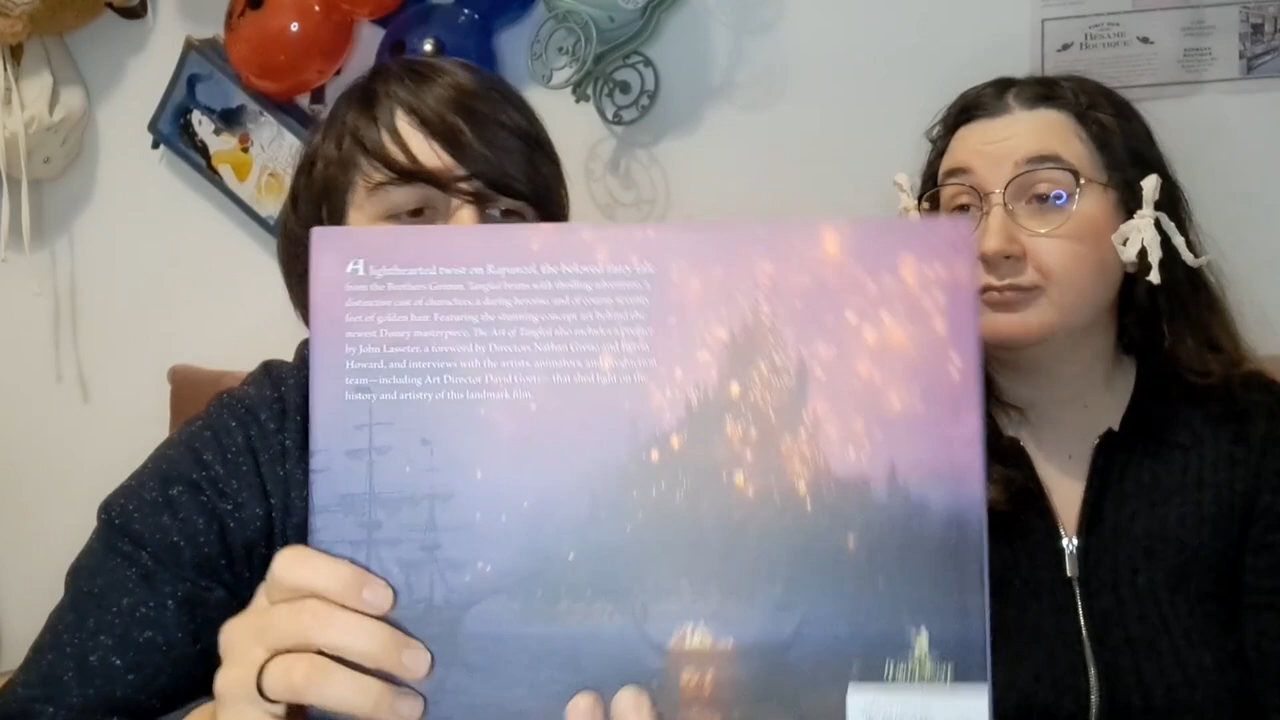 VISIT OUR
BÉSAME
BOUTIQUE!
A lighthearted twist on Rapunzel, the beloved fairy tale
from the Brothers Grimm, Tangled brims with thrilling adventure, a
distinctive cast of characters, a daring heroine, and of course seventy
feet of golden hair. Featuring the stunning concept art behind the
newest Disney masterpiece, The Art of Tangled also includes a preface
by John Lasseter, a foreword by Directors Nathan Greno and Byron
Howard, and interviews with the artists, animators, and production
team—including Art Director David Goetz—that shed light on the
history and artistry of this landmark film.